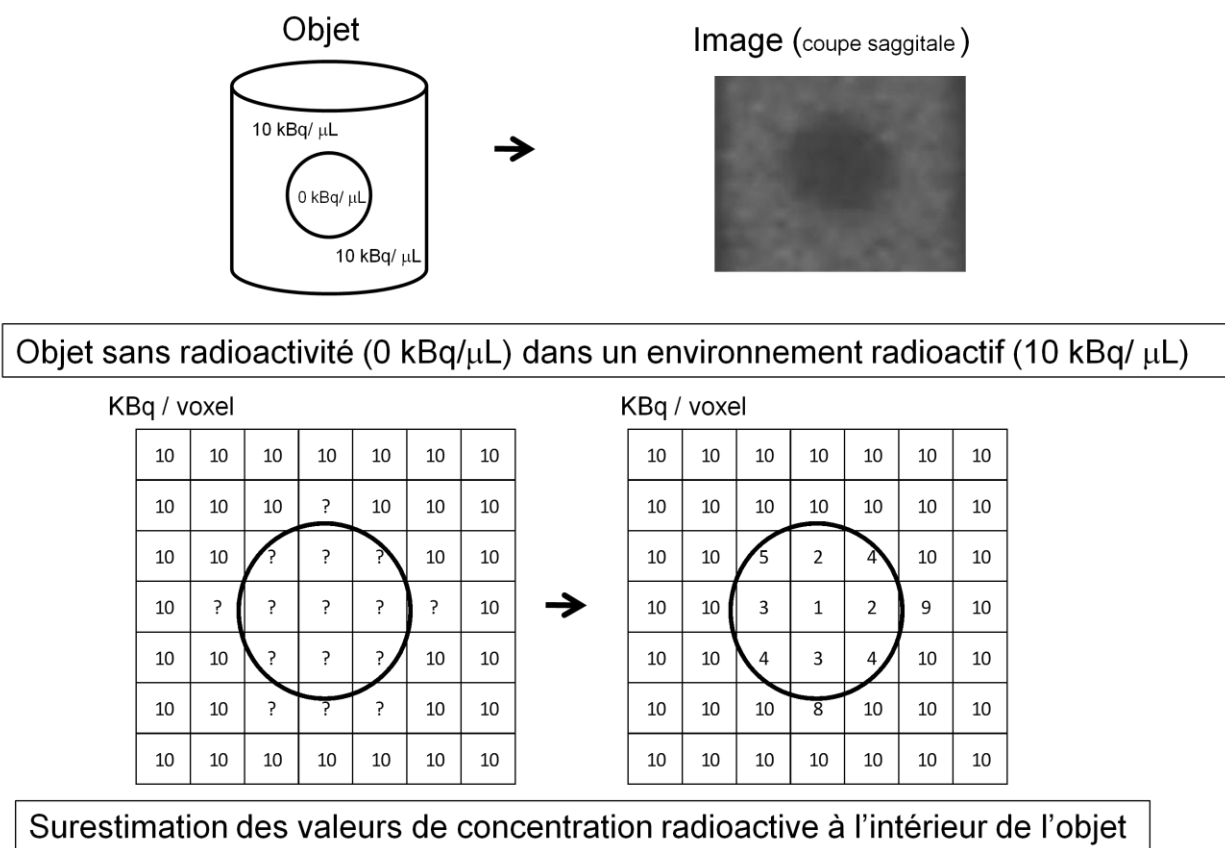 Objet
Image (coupe saggitale)
10 kBq/ μL
0 kBq/ μL
10 kBq/ μL
Objet sans radioactivité (0 kBq/μL) dans un environnement radioactif (10 kBq/ μL)
KBq / voxel
KBq / voxel
10 10 10 10 10 10 10
10 10 10 ? 10 10 10
10 10 ? ? ? 10 10
10 ? ? ? ? ? 10
10 10 ? ? ? 10 10
10 10 ? ? ? 10 10
10 10 10 10 10 10 10
10 10 10 10 10 10 10
10 10 10 10 10 10 10
10 10 5 2 4 10 10
10 10 3 1 2 9 10
10 10 4 3 4 10 10
10 10 10 8 10 10 10
10 10 10 10 10 10 10
Surestimation des valeurs de concentration radioactive à l'intérieur de l'objet